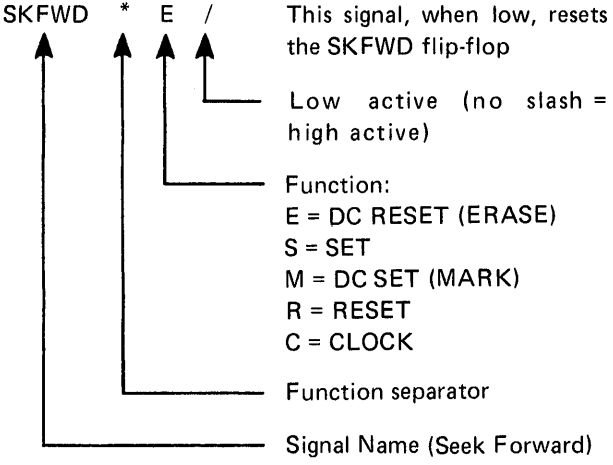 SKFWD * E / This signal, when low, resets
the SKFWD flip-flop
Low active (no slash =
high active)
Function:
E = DC RESET (ERASE)
S = SET
M = DC SET (MARK)
R = RESET
C = CLOCK
Function separator
Signal Name (Seek Forward)